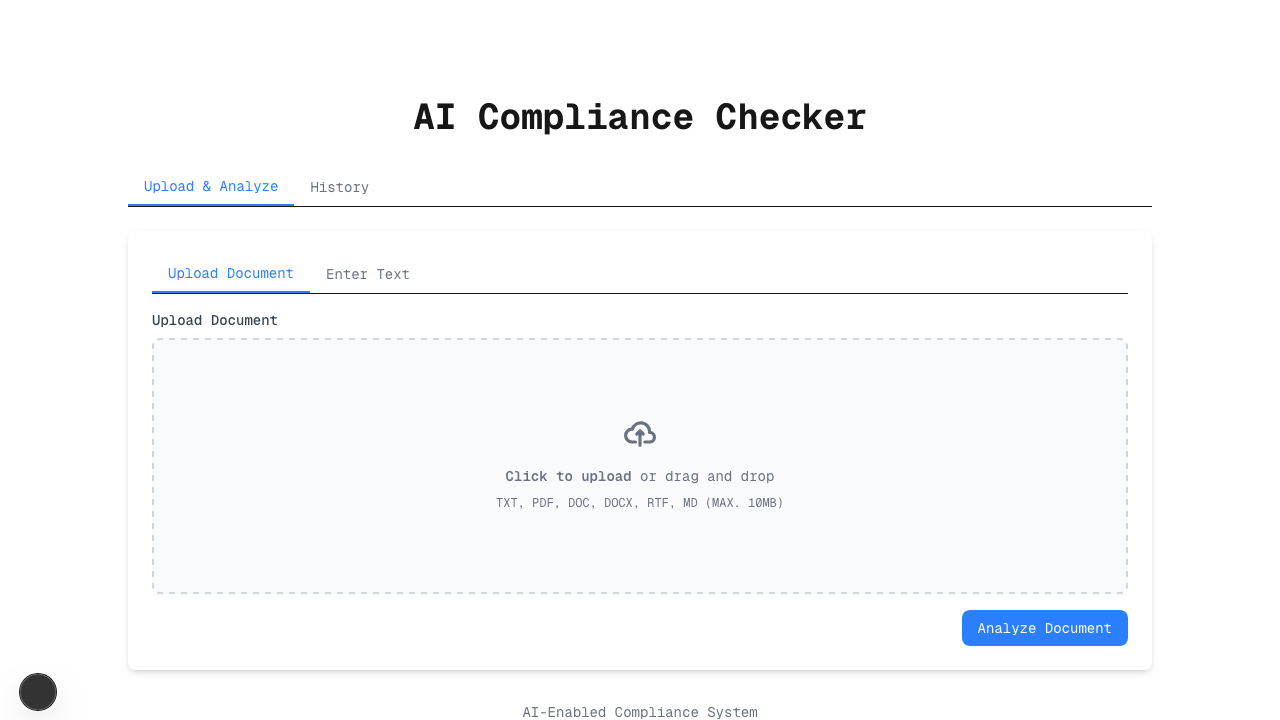 AI Compliance Checker
Upload & Analyze
History
Upload Document
Enter Text
Upload Document
Click to upload or drag and drop
TXT, PDF, DOC, DOCX, RTF, MD (MAX. 10MB)
Analyze Document
AI-Enabled Compliance System